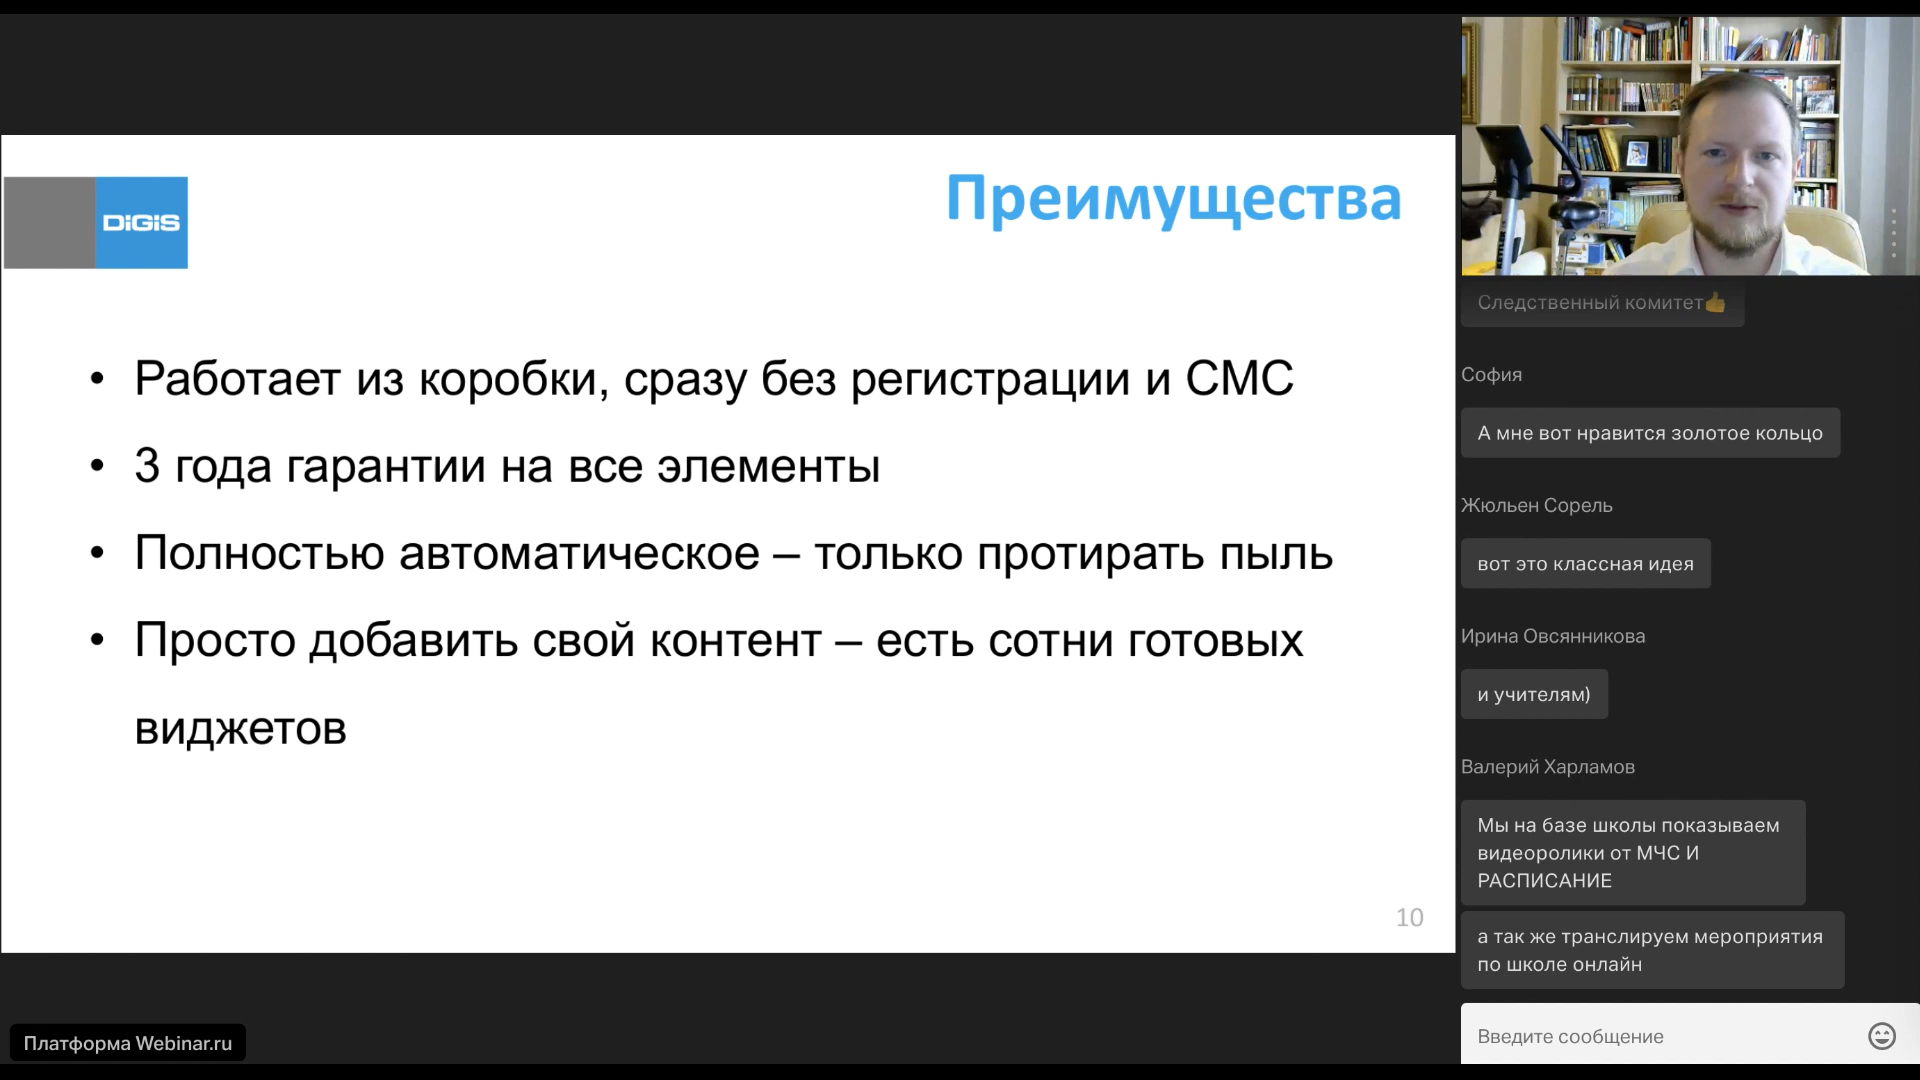 DiGiS
Преимущества
• Работает из коробки, сразу без регистрации и СМС
• 3 года гарантии на все элементы
• Полностью автоматическое – только протирать пыль
• Просто добавить свой контент – есть сотни готовых
виджетов
10
Платформа Webinar.ru
Следственный комитет👍
София
А мне вот нравится золотое кольцо
Жюльен Сорель
вот это классная идея
Ирина Овсянникова
и учителям)
Валерий Харламов
Мы на базе школы показываем
видеоролики от МЧС И
РАСПИСАНИЕ
а так же транслируем мероприятия
по школе онлайн
Введите сообщение